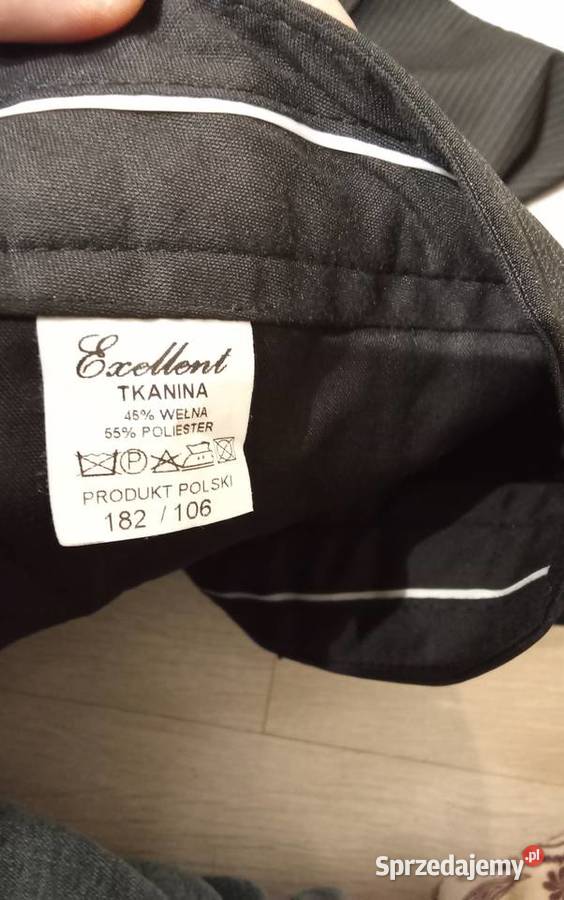 Exellent
TKANINA
45% WEŁNA
55% POLIESTER
P
PRODUKT POLSKI
182 / 106
Sprzedajemy.pl